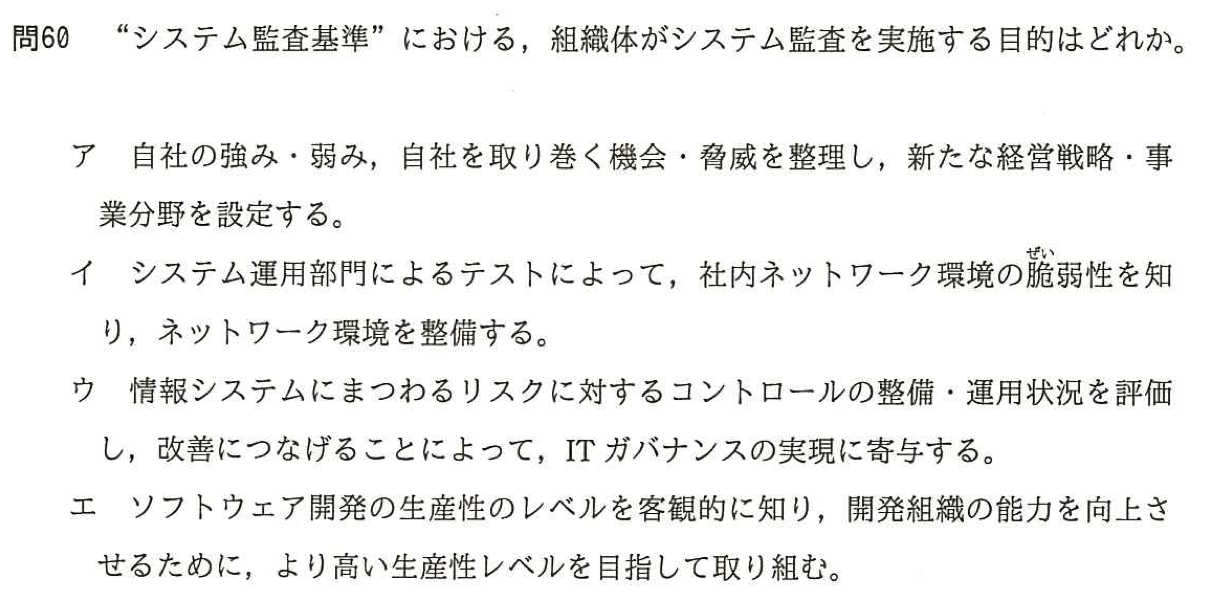 問60 “システム監査基準”における，組織体がシステム監査を実施する目的はどれか。
ア 自社の強み・弱み，自社を取り巻く機会・脅威を整理し，新たな経営戦略・事
業分野を設定する。
イ システム運用部門によるテストによって，社内ネットワーク環境の脆弱性を知
ぜい
り，ネットワーク環境を整備する。
ウ 情報システムにまつわるリスクに対するコントロールの整備・運用状況を評価
し，改善につなげることによって，IT ガバナンスの実現に寄与する。
エ ソフトウェア開発の生産性のレベルを客観的に知り，開発組織の能力を向上さ
せるために，より高い生産性レベルを目指して取り組む。